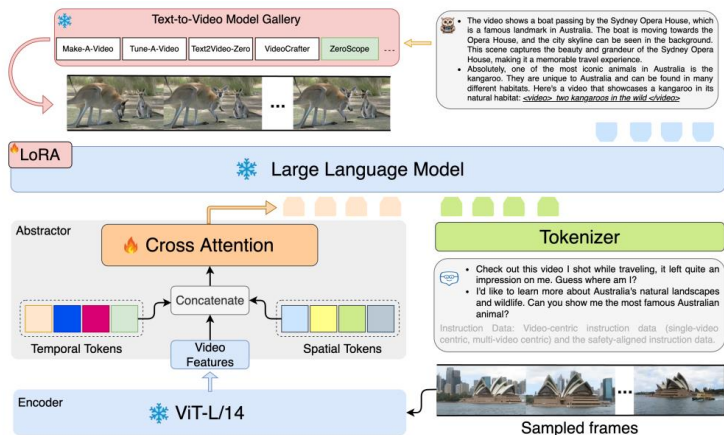 Text-to-Video Model Gallery
Make-A-Video
Tune-A-Video
Text2Video-Zero
VideoCrafter
ZeroScope
...
• The video shows a boat passing by the Sydney Opera House, which
is a famous landmark in Australia. The boat is moving towards the
Opera House, and the city skyline can be seen in the background.
This scene captures the beauty and grandeur of the Sydney Opera
House, making it a memorable travel experience.
• Absolutely, one of the most iconic animals in Australia is the
kangaroo. They are unique to Australia and can be found in many
different habitats. Here's a video that showcases a kangaroo in its
natural habitat: <video> two kangaroos in the wild </video>
...
LoRA
Large Language Model
Abstractor
Cross Attention
Concatenate
Temporal Tokens
Video
Features
Spatial Tokens
Encoder
ViT-L/14
Tokenizer
• Check out this video I shot while traveling, it left quite an
impression on me. Guess where am I?
• I'd like to learn more about Australia's natural landscapes
and wildlife. Can you show me the most famous Australian
animal?
Instruction Data: Video-centric instruction data (single-video
centric, multi-video centric) and the safety-aligned instruction data.
...
Sampled frames